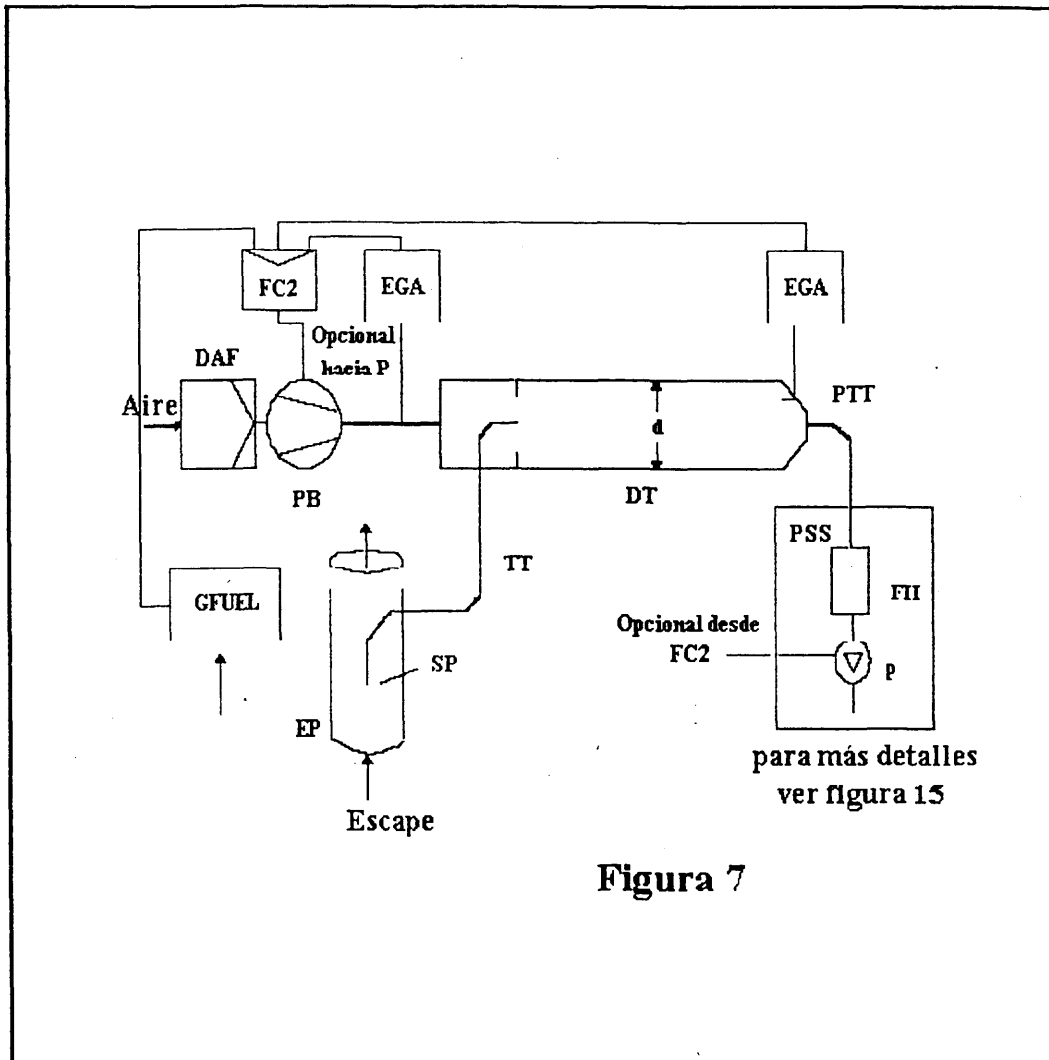 FC2
EGA
EGA
Opcional
hacia P
DAF
PTT
Aire
d
PB
DT
PSS
TT
GFUEL
FH
Opcional desde
FC2
SP
p
EP
para más detalles
ver figura 15
Escape
Figura 7